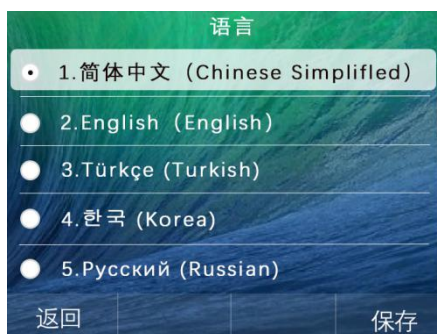 语言
1.简体中文（Chinese Simplifled）
2.English（English）
3.Türkçe (Turkish)
4.한국 (Korea)
5.Русский (Russian)
返回 保存